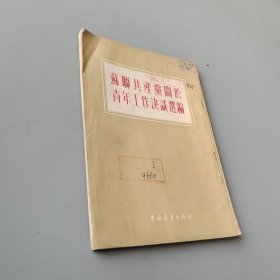 蘇聯共產黨關於
青年工作決議選編
中國青年出版社